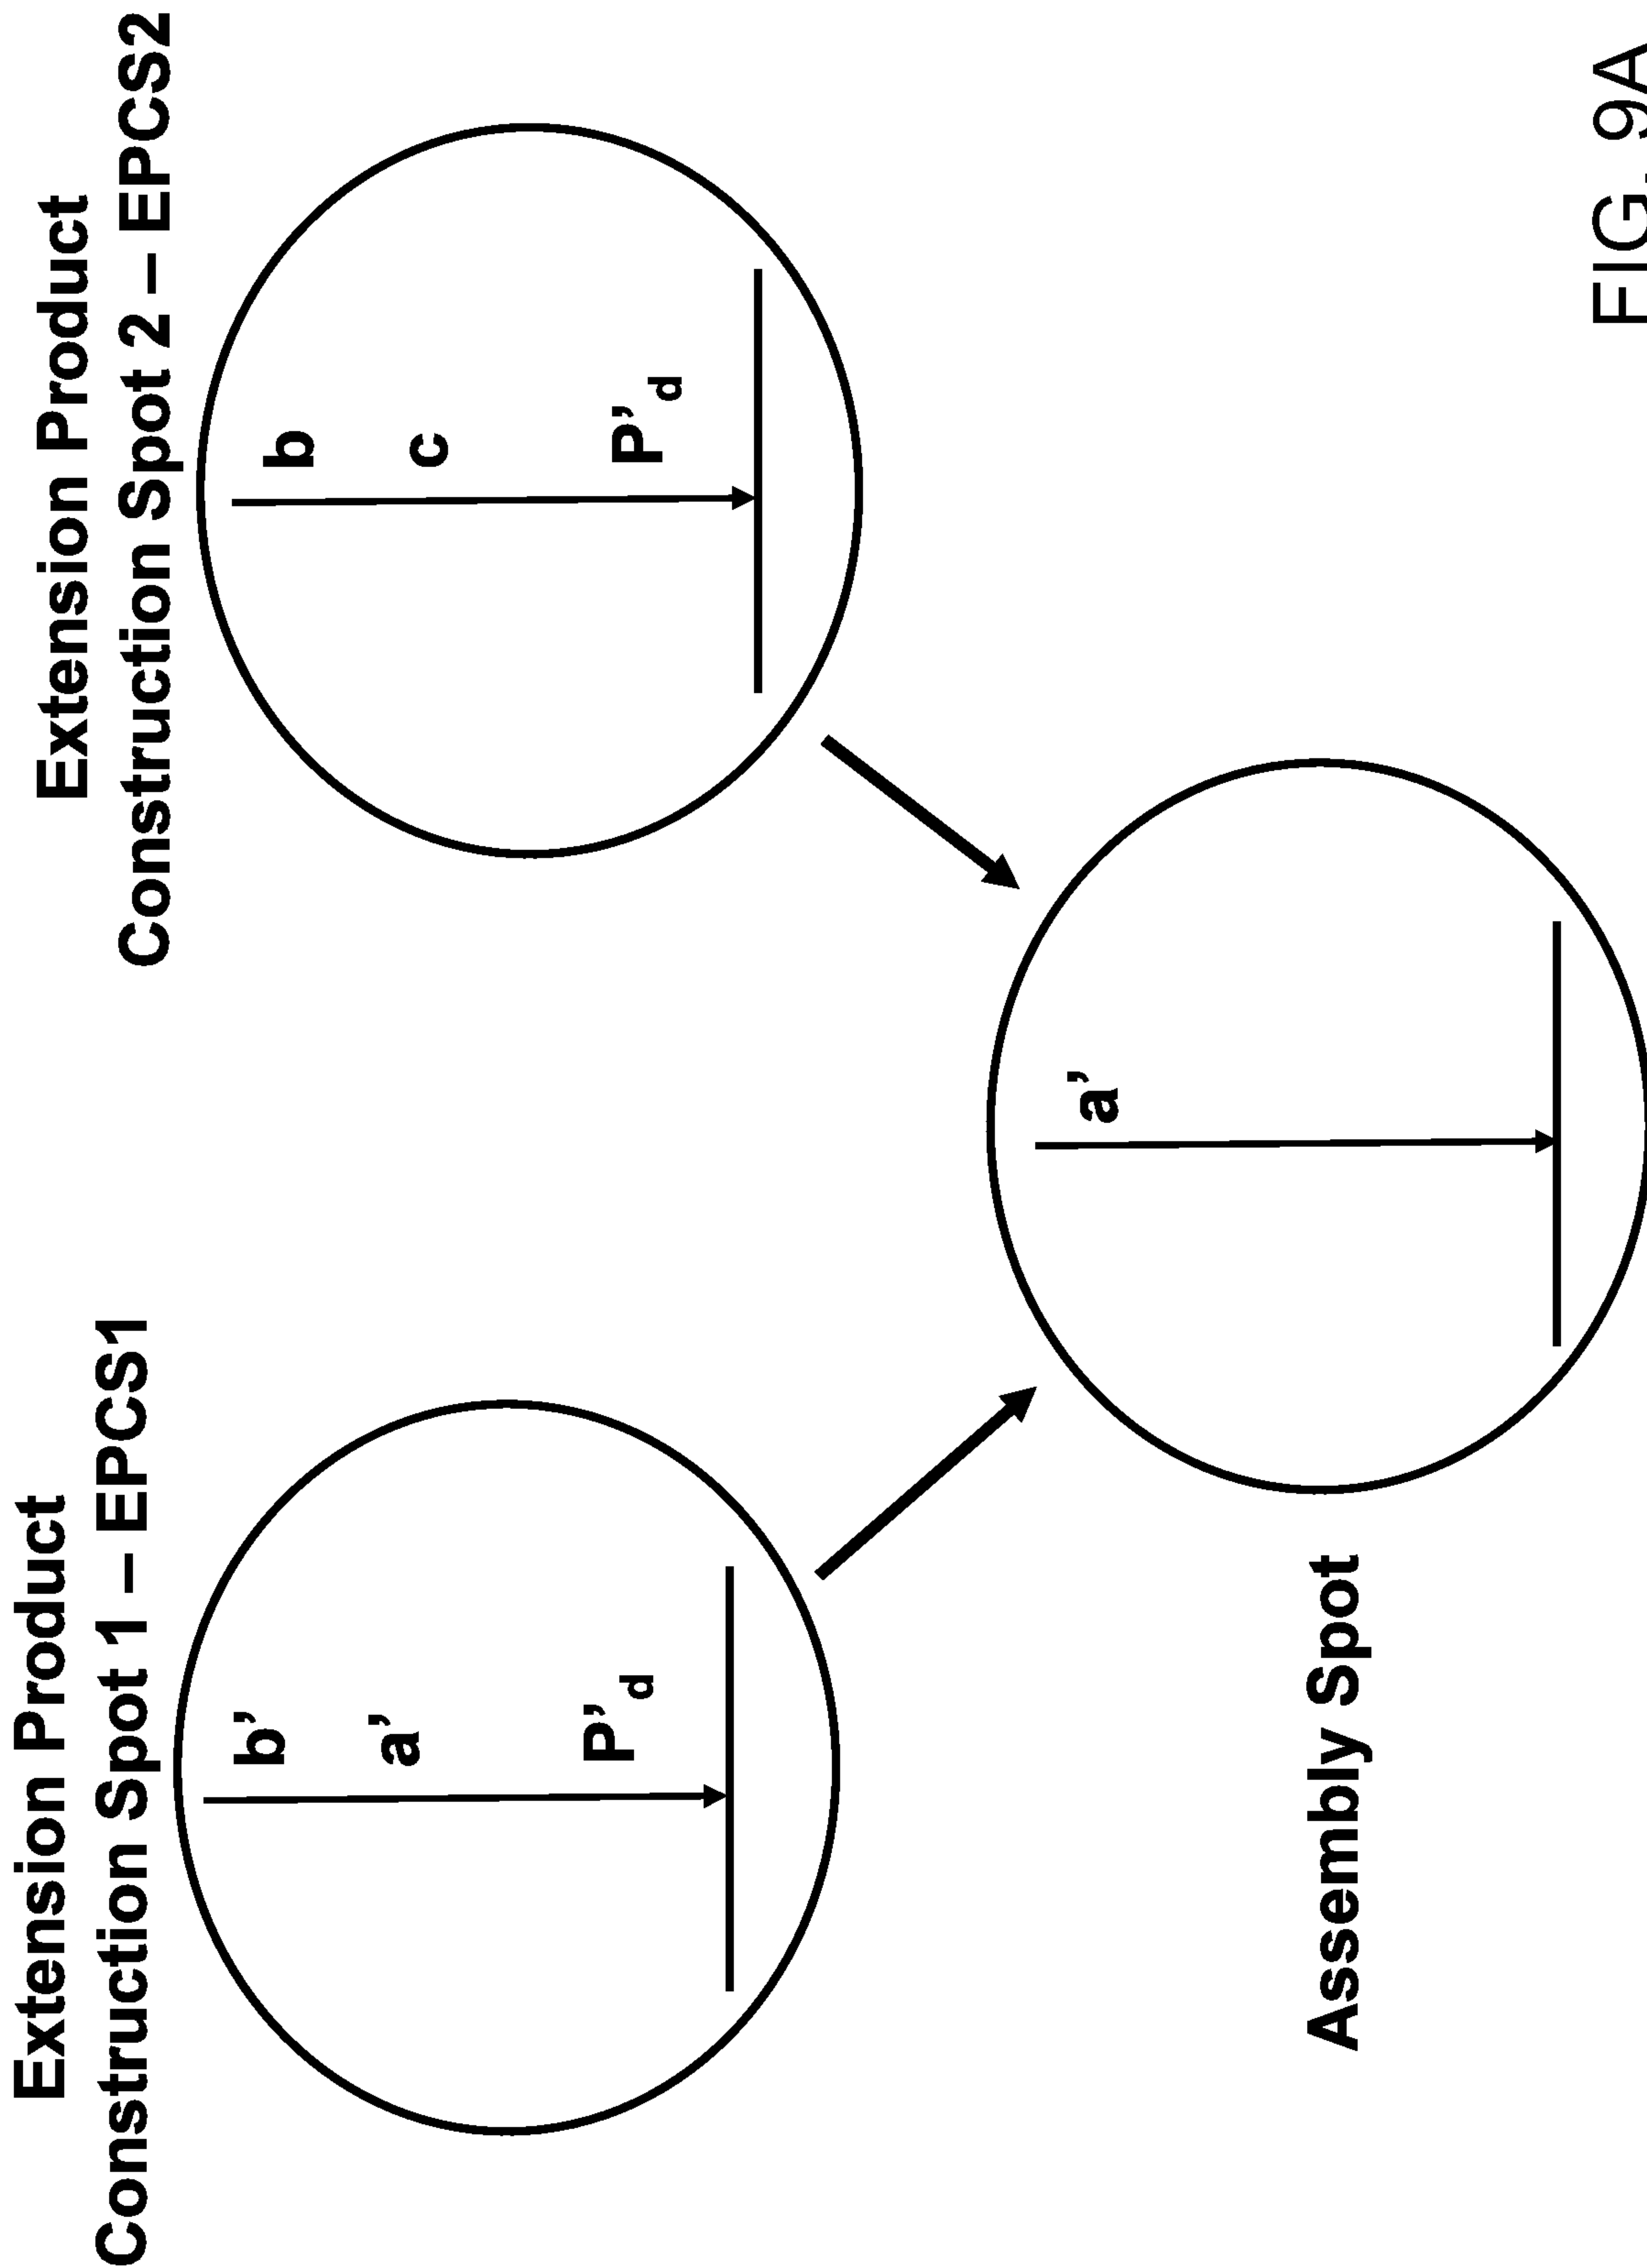 Extension Product
Construction Spot 1 – EPCS1
b’
a’
P’d
Extension Product
Construction Spot 2 – EPCS2
b
c
P’d
Assembly Spot
a’
FIG. 9A